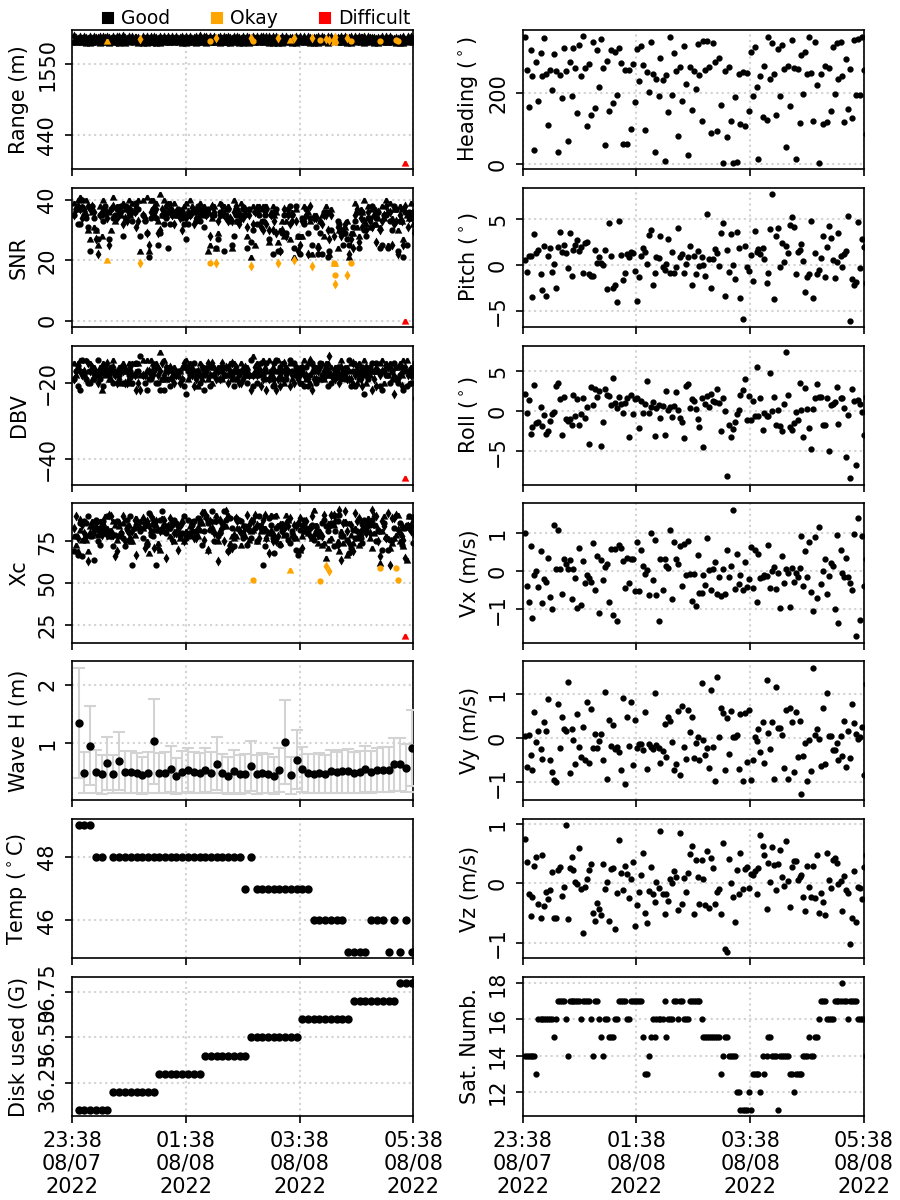 Good Okay Difficult
Range (m)
1550
440
Heading (°)
200
0
SNR
40
20
0
Pitch (°)
5
0
−5
DBV
−20
−40
Roll (°)
5
0
−5
Xc
75
50
25
Vx (m/s)
1
0
−1
Wave H (m)
2
1
Vy (m/s)
1
0
−1
Temp (°C)
48
46
Vz (m/s)
1
0
−1
Disk used (G)
36.75
36.50
36.25
Sat. Numb.
18
16
14
12
23:38 01:38 03:38 05:38
08/07 08/08 08/08 08/08
2022 2022 2022 2022
23:38 01:38 03:38 05:38
08/07 08/08 08/08 08/08
2022 2022 2022 2022